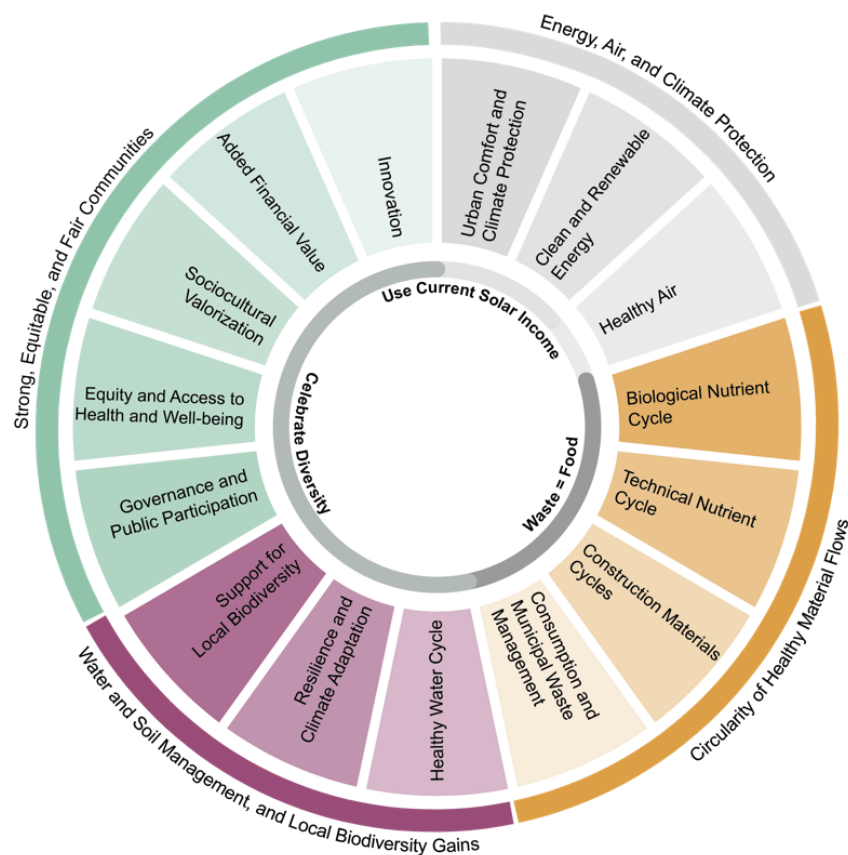 Energy, Air, and Climate Protection
Urban Comfort and
Climate Protection
Clean and Renewable
Energy
Healthy Air
Circularity of Healthy Material Flows
Biological Nutrient
Cycle
Technical Nutrient
Cycle
Construction Materials
Cycles
Consumption and
Municipal Waste
Management
Water and Soil Management, and Local Biodiversity Gains
Healthy Water Cycle
Resilience and
Climate Adaptation
Support for
Local Biodiversity
Strong, Equitable, and Fair Communities
Governance and
Public Participation
Equity and Access to
Health and Well-being
Sociocultural
Valorization
Added Financial Value
Innovation
Use Current Solar Income
Waste = Food
Celebrate Diversity